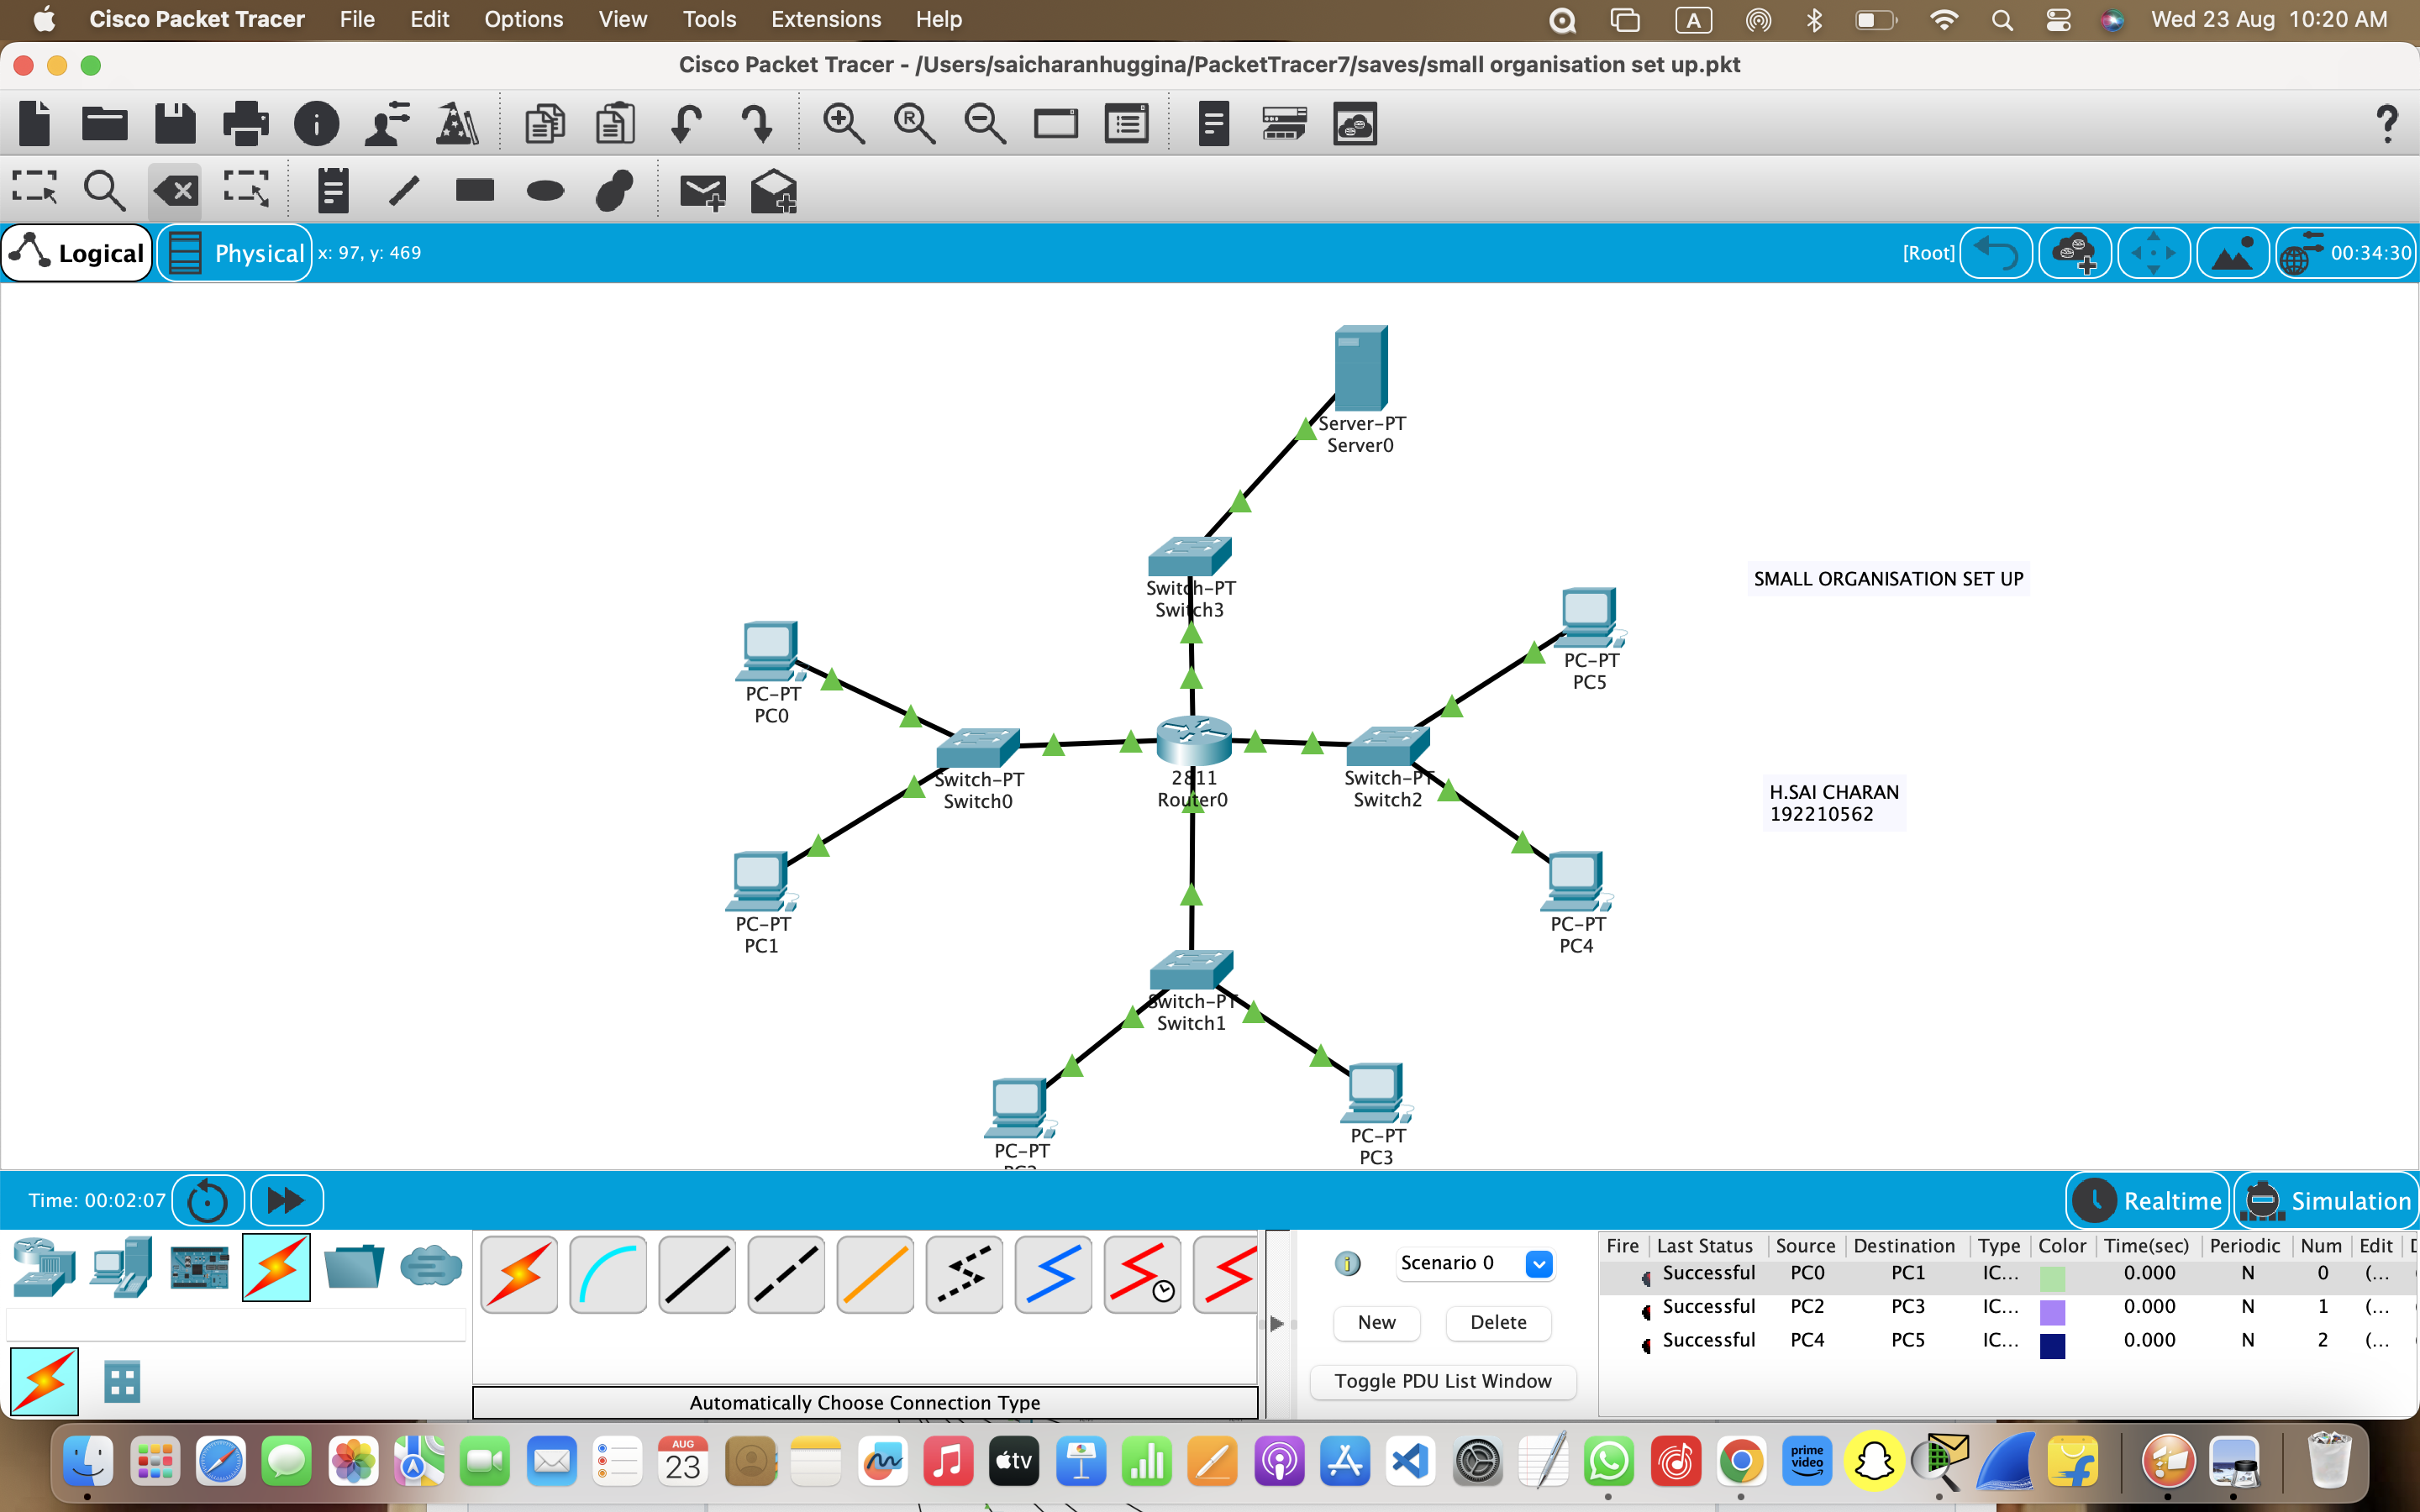 Cisco Packet Tracer File Edit Options View Tools Extensions Help A Wed 23 Aug 10:20 AM
Cisco Packet Tracer - /Users/saicharanhuggina/PacketTracer7/saves/small organisation set up.pkt
R
?
Logical Physical x: 97, y: 469 [Root] 00:34:30
Server-PT
Server0
Switch-PT
Switch3
SMALL ORGANISATION SET UP
PC-PT
PC5
PC-PT
PC0
Switch-PT
Switch0
2811
Router0
Switch-PT
Switch2
H.SAI CHARAN
192210562
PC-PT
PC1
PC-PT
PC4
Switch-PT
Switch1
PC-PT
PC-PT
PC3
Time: 00:02:07 Realtime Simulation
Fire Last Status Source Destination Type Color Time(sec) Periodic Num Edit
Scenario 0
Successful PC0 PC1 IC... 0.000 N 0 (...
Successful PC2 PC3 IC... 0.000 N 1 (...
Successful PC4 PC5 IC... 0.000 N 2 (...
New Delete
Toggle PDU List Window
Automatically Choose Connection Type
AUG
23
tv
prime
video